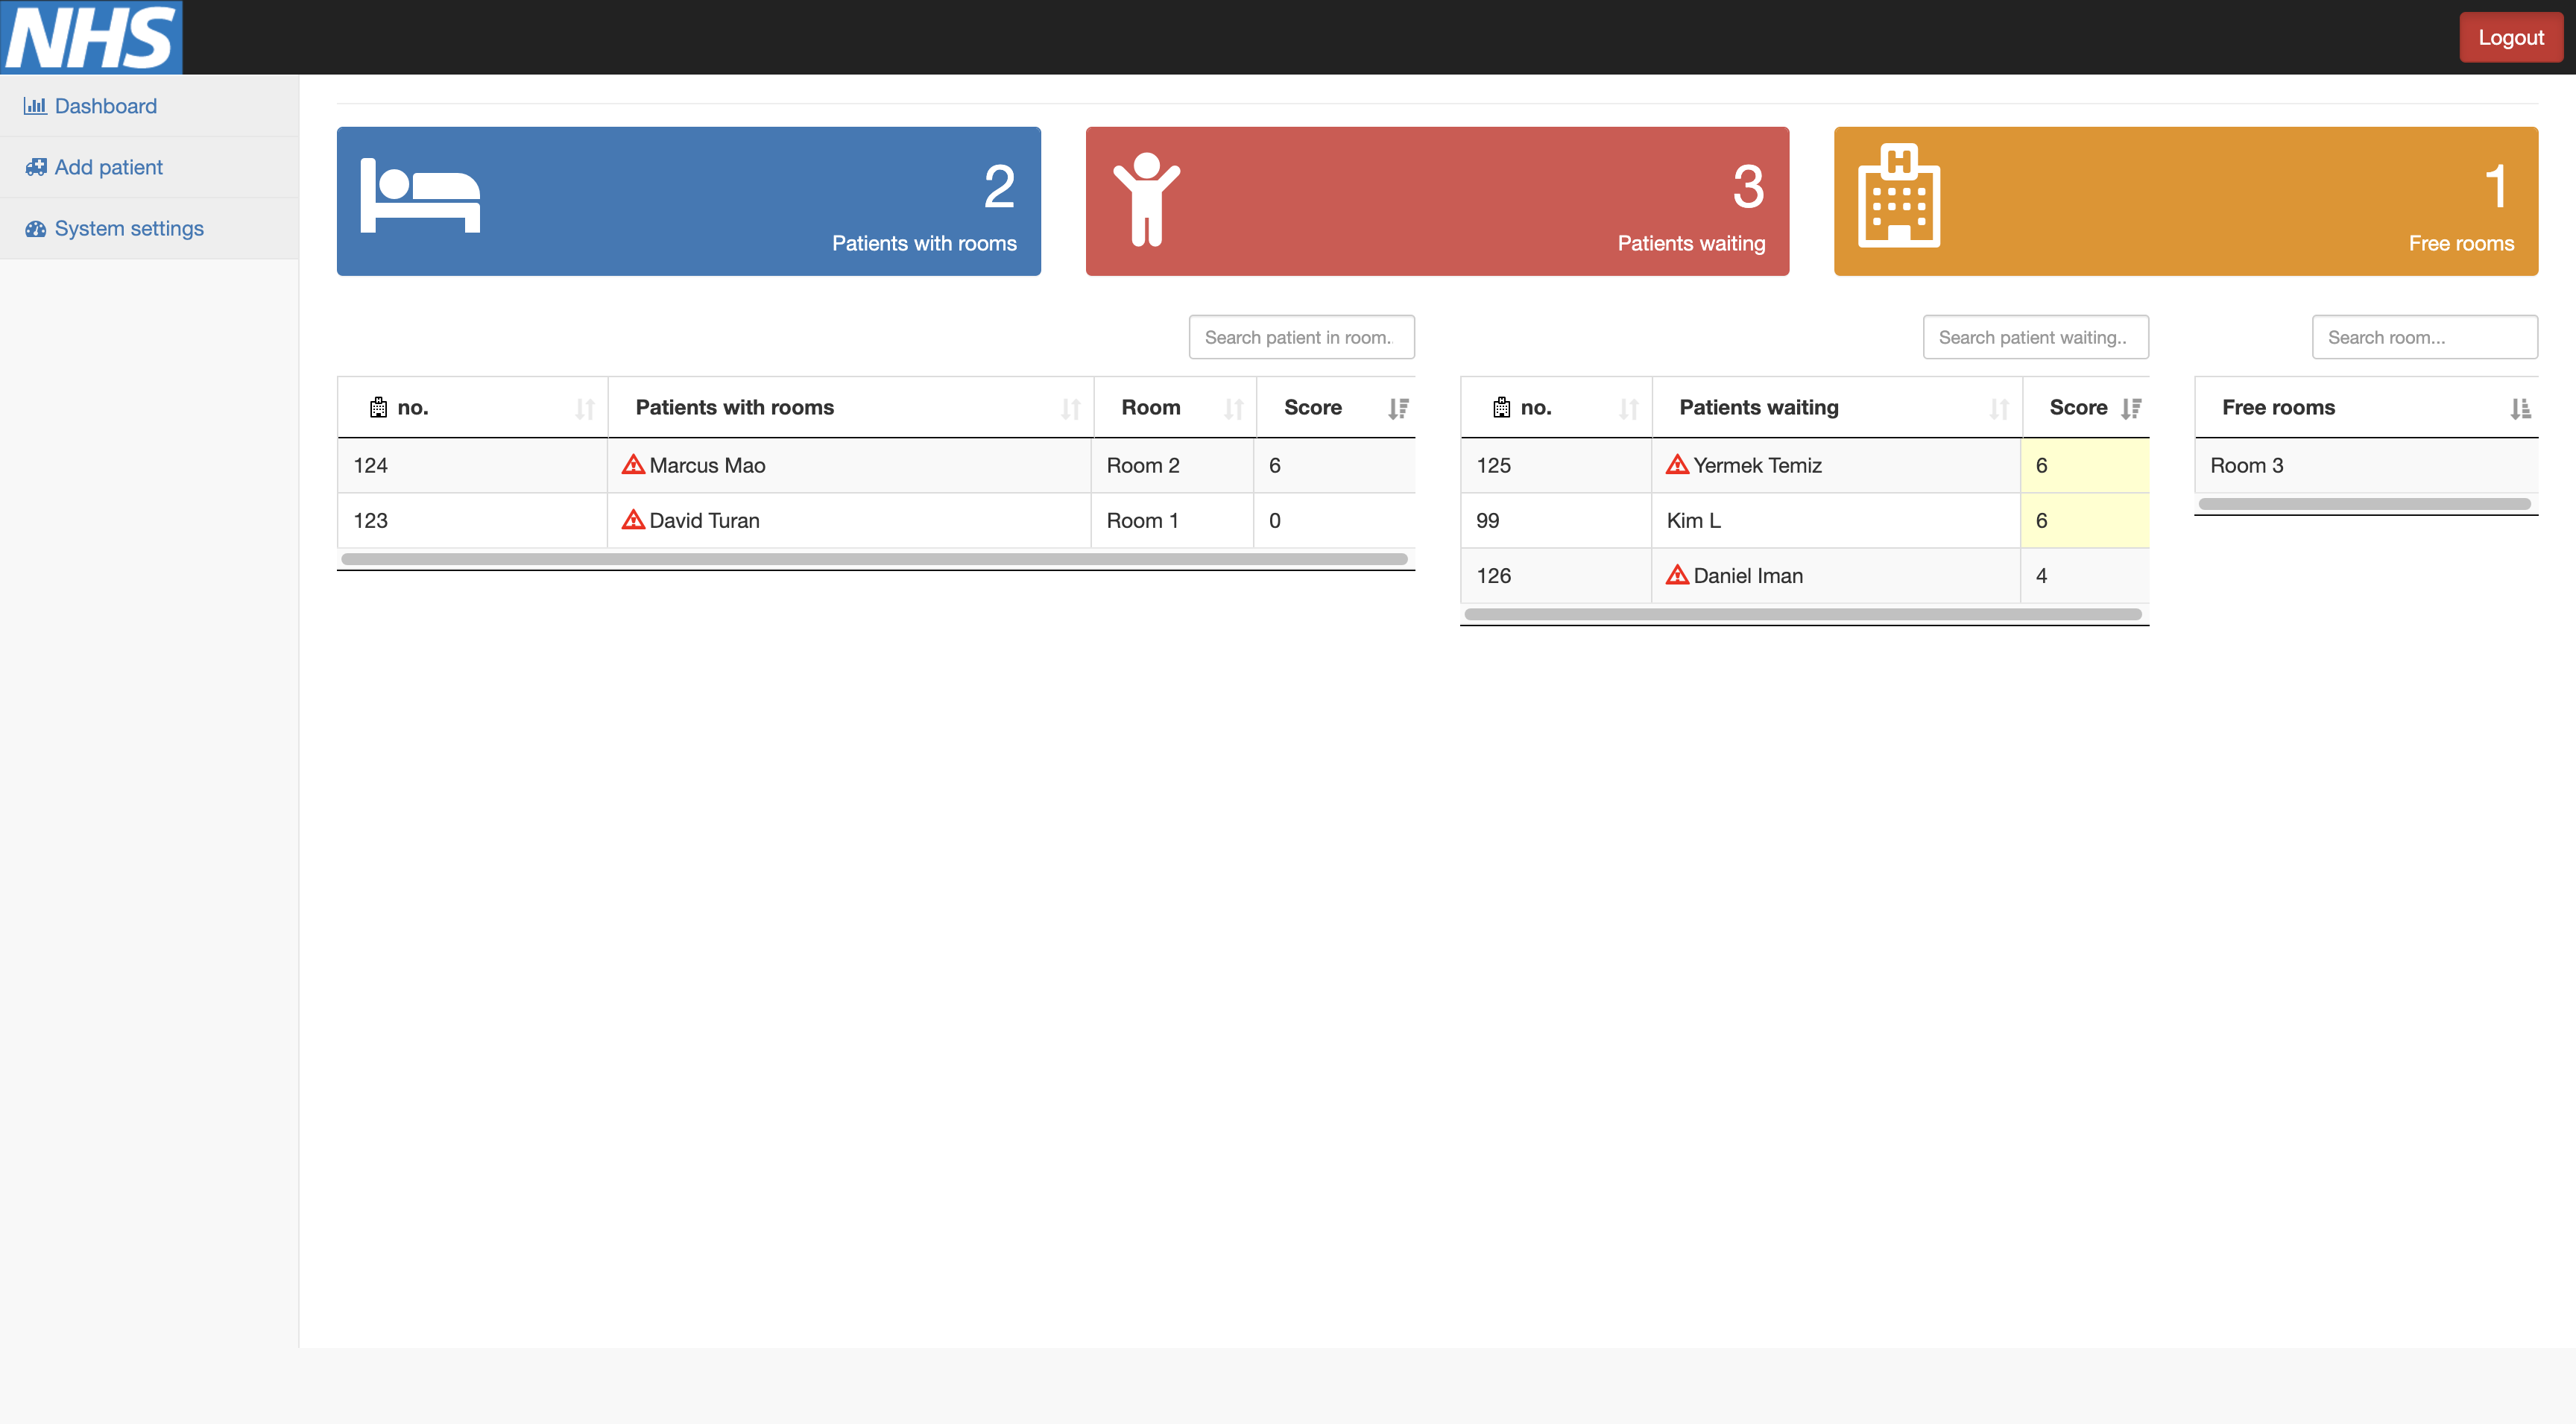 NHS
Logout
Dashboard
Add patient
System settings
2
Patients with rooms
3
Patients waiting
H
1
Free rooms
Search patient in room.
Search patient waiting..
Search room...
no. Patients with rooms Room Score
124 Marcus Mao Room 2 6
123 David Turan Room 1 0
no. Patients waiting Score
125 Yermek Temiz 6
99 Kim L 6
126 Daniel Iman 4
Free rooms
Room 3